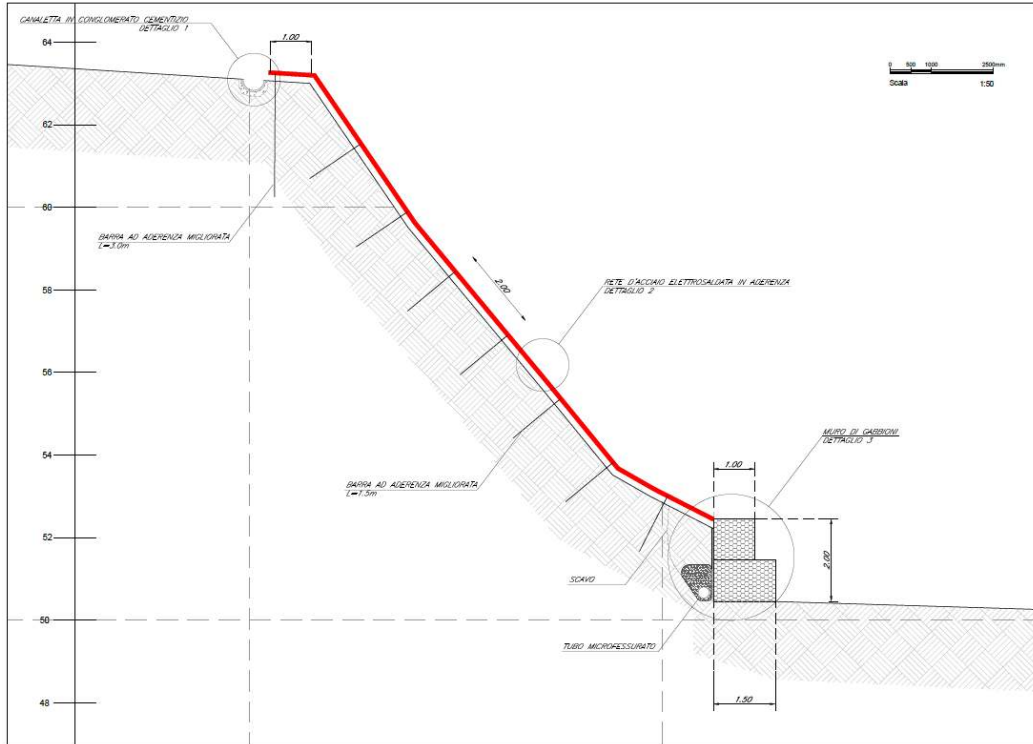 CANALETTA IN CONGLOMERATO CEMENTIZIO
DETTAGLIO 1
1.00
64
0 500 1000 2500mm
Scala 1:50
62
60
BARRA AD ADERENZA MIGLIORATA
L=3.0m
2.00
RETE D'ACCIAIO ELETTROSALDATA IN ADERENZA
DETTAGLIO 2
58
56
MURO DI GABBIONI
DETTAGLIO 3
54
1.00
BARRA AD ADERENZA MIGLIORATA
L=1.5m
52
2.00
SCAVO
50
TUBO MICROFESSURATO
1.50
48